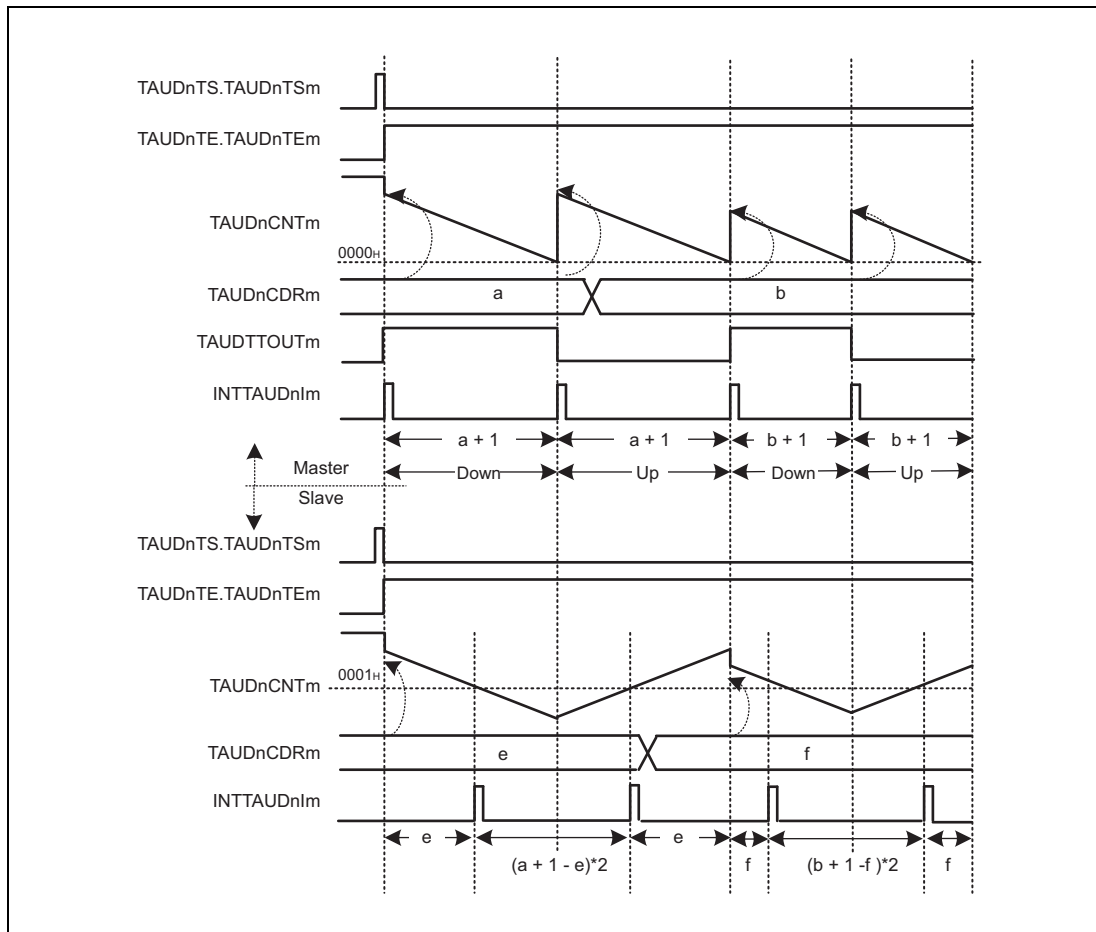 TAUDnTS.TAUDnTSm
TAUDnTE.TAUDnTEm
TAUDnCNTm
0000H
TAUDnCDRm
a
b
TAUDTTOUTm
INTTAUDnIm
a + 1
a + 1
b + 1
b + 1
Master
Down
Up
Down
Up
Slave
TAUDnTS.TAUDnTSm
TAUDnTE.TAUDnTEm
0001H
TAUDnCNTm
TAUDnCDRm
e
f
INTTAUDnIm
e
(a + 1 - e)*2
e
f
(b + 1 -f )*2
f